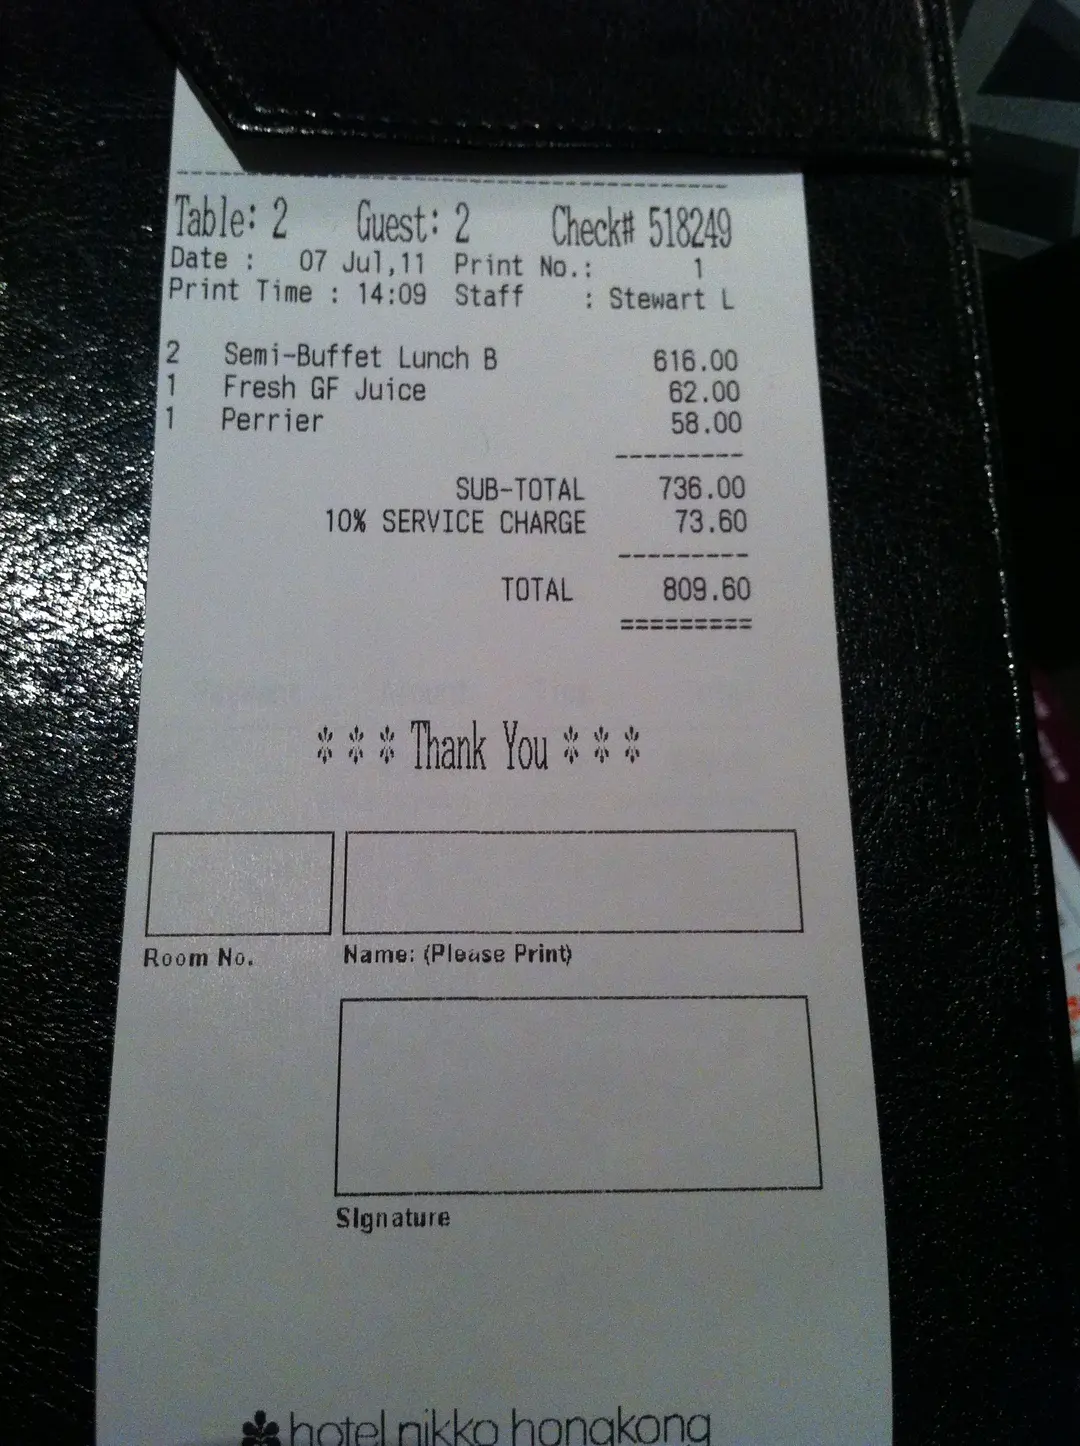 Table: 2 Guest: 2 Check# 518249
Date : 07 Jul,11 Print No.: 1
Print Time : 14:09 Staff : Stewart L
2 Semi-Buffet Lunch B 616.00
1 Fresh GF Juice 62.00
1 Perrier 58.00
SUB-TOTAL 736.00
10% SERVICE CHARGE 73.60
TOTAL 809.60
=========
*** Thank You ***
Room No. Name: (Please Print)
Signature
hotel nikko hongkong